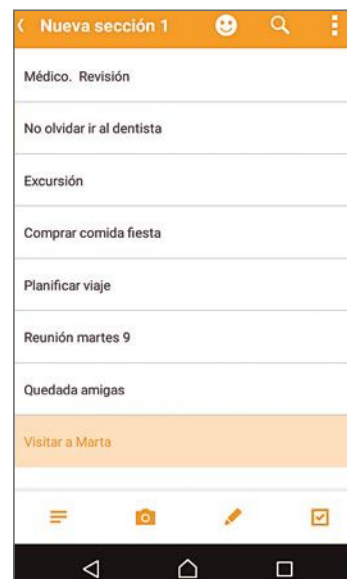 Nueva sección 1
Médico. Revisión
No olvidar ir al dentista
Excursión
Comprar comida fiesta
Planificar viaje
Reunión martes 9
Quedada amigas
Visitar a Marta